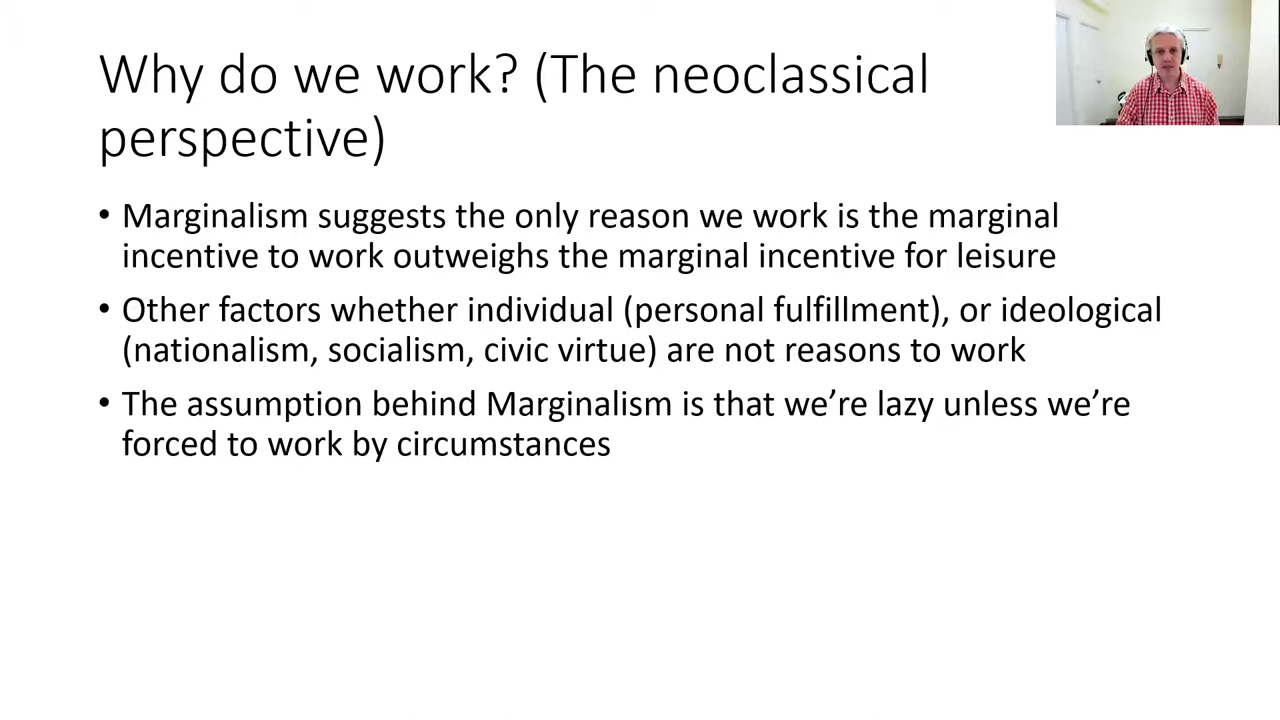 Why do we work? (The neoclassical
perspective)
• Marginalism suggests the only reason we work is the marginal
incentive to work outweighs the marginal incentive for leisure
• Other factors whether individual (personal fulfillment), or ideological
(nationalism, socialism, civic virtue) are not reasons to work
• The assumption behind Marginalism is that we’re lazy unless we’re
forced to work by circumstances